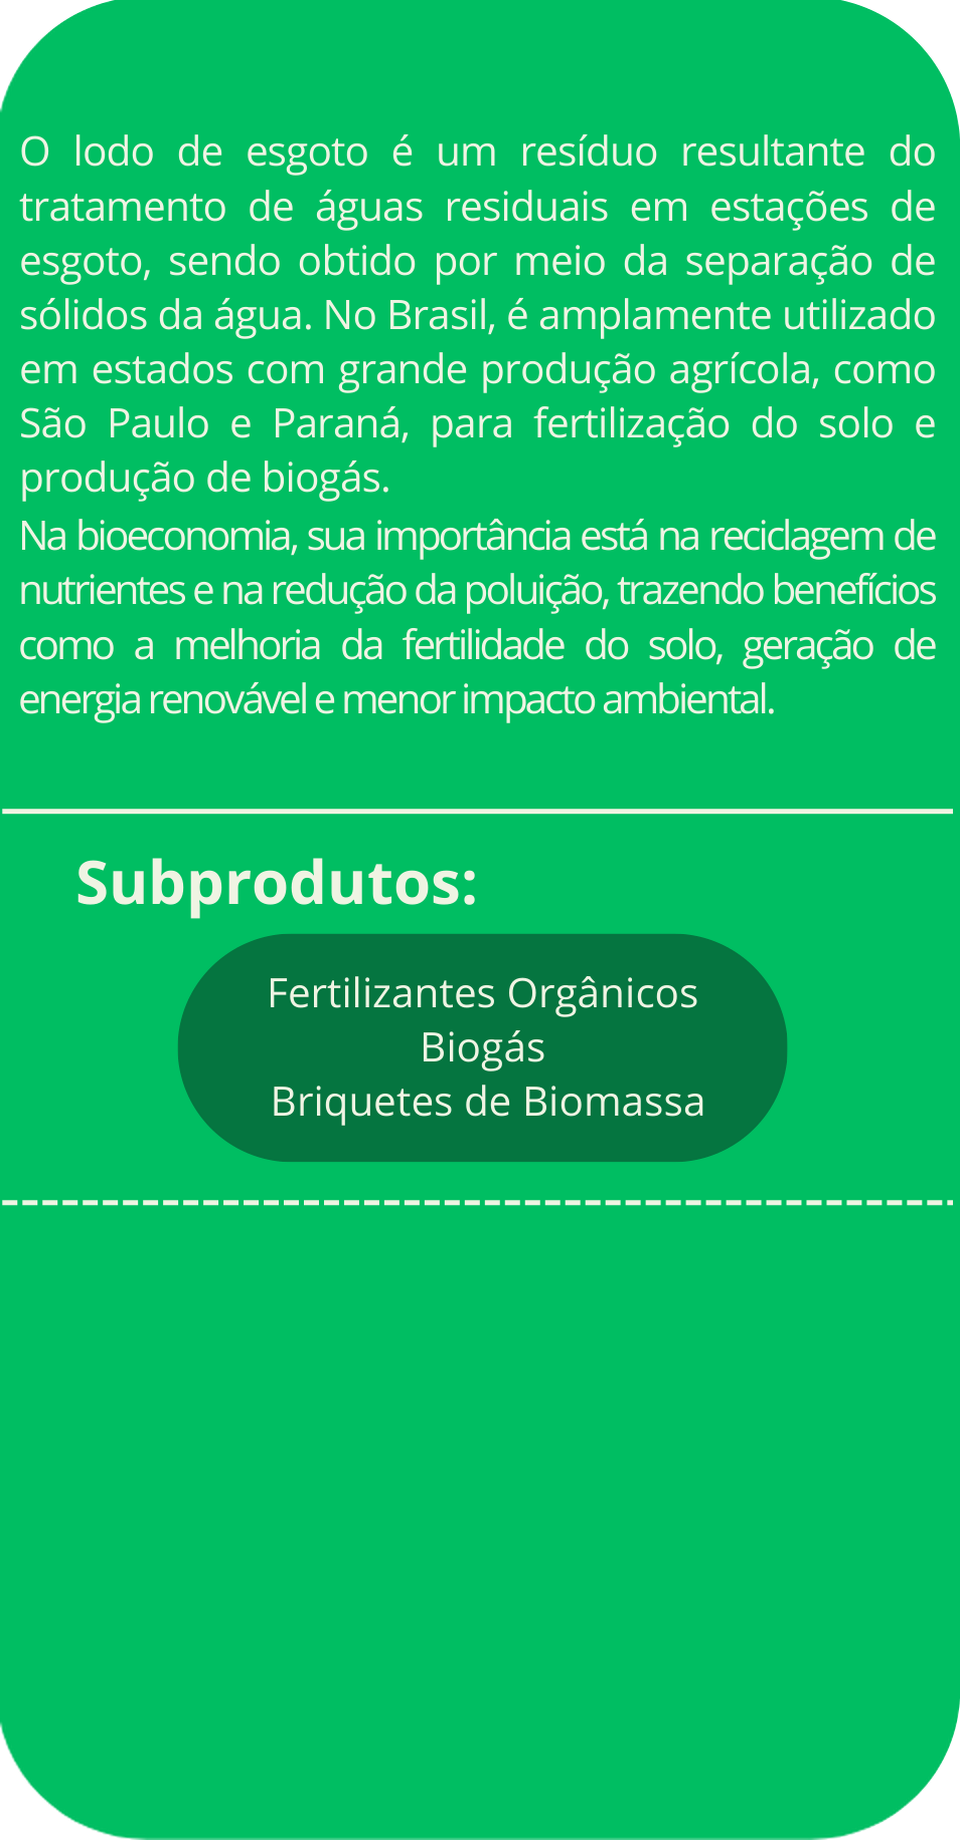 O lodo de esgoto é um resíduo resultante do
tratamento de águas residuais em estações de
esgoto, sendo obtido por meio da separação de
sólidos da água. No Brasil, é amplamente utilizado
em estados com grande produção agrícola, como
São Paulo e Paraná, para fertilização do solo e
produção de biogás.
Na bioeconomia, sua importância está na reciclagem de
nutrientes e na redução da poluição, trazendo benefícios
como a melhoria da fertilidade do solo, geração de
energia renovável e menor impacto ambiental.
Subprodutos:
Fertilizantes Orgânicos
Biogás
Briquetes de Biomassa